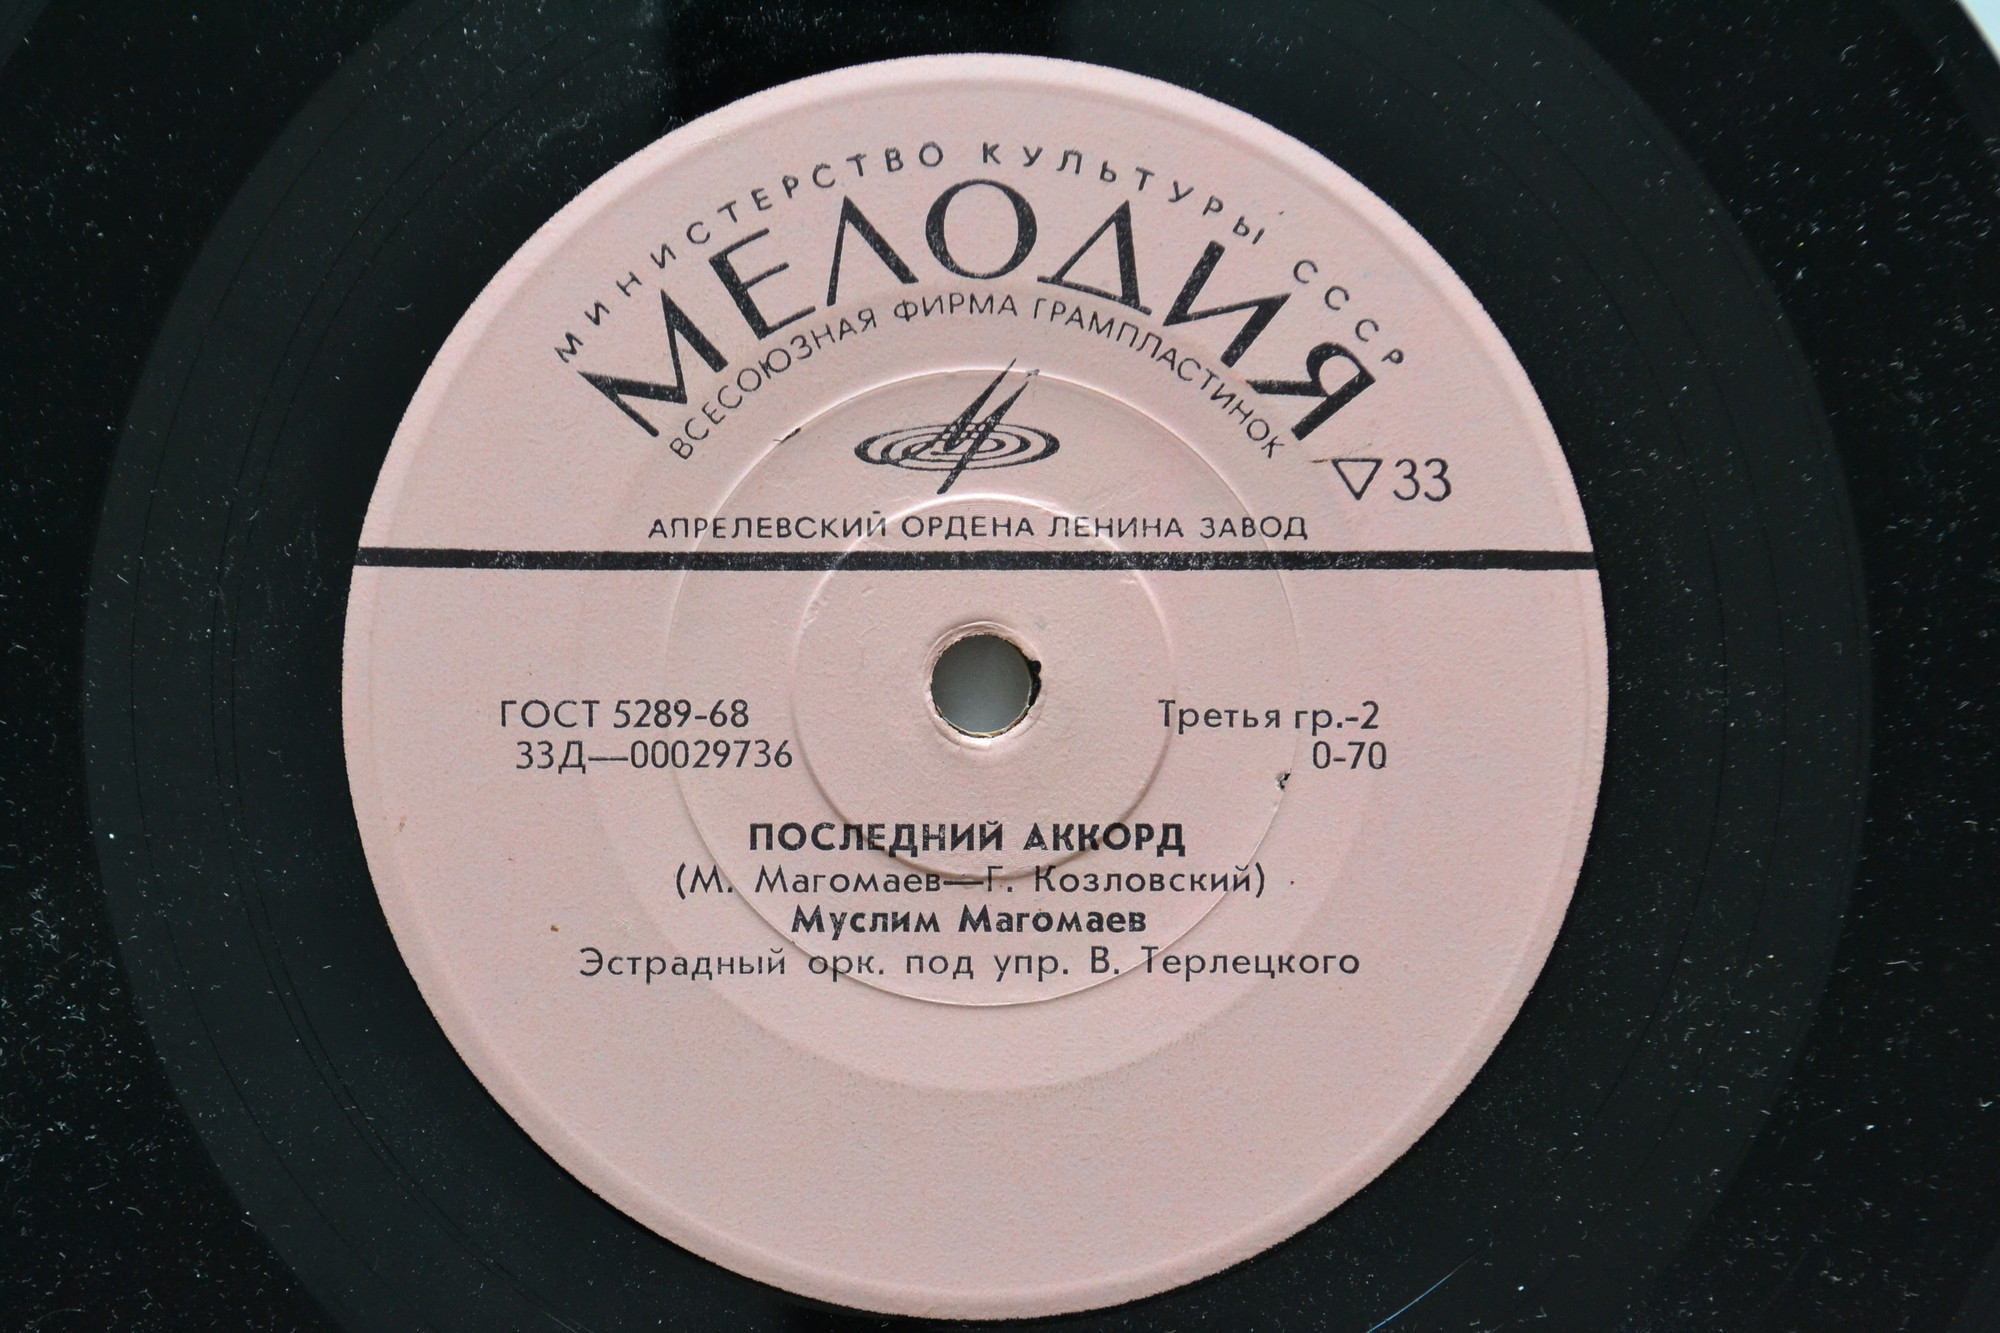 МИНИСТЕРСТВО КУЛЬТУРЫ СССР
МЕЛОДИЯ
ВСЕСОЮЗНАЯ ФИРМА ГРАМПЛАСТИНОК
33
АПРЕЛЕВСКИЙ ОРДЕНА ЛЕНИНА ЗАВОД
ГОСТ 5289-68
Третья гр.-2
33Д—00029736
0-70
ПОСЛЕДНИЙ АККОРД
(М. Магомаев—Г. Козловский)
Муслим Магомаев
Эстрадный орк. под упр. В. Терлецкого